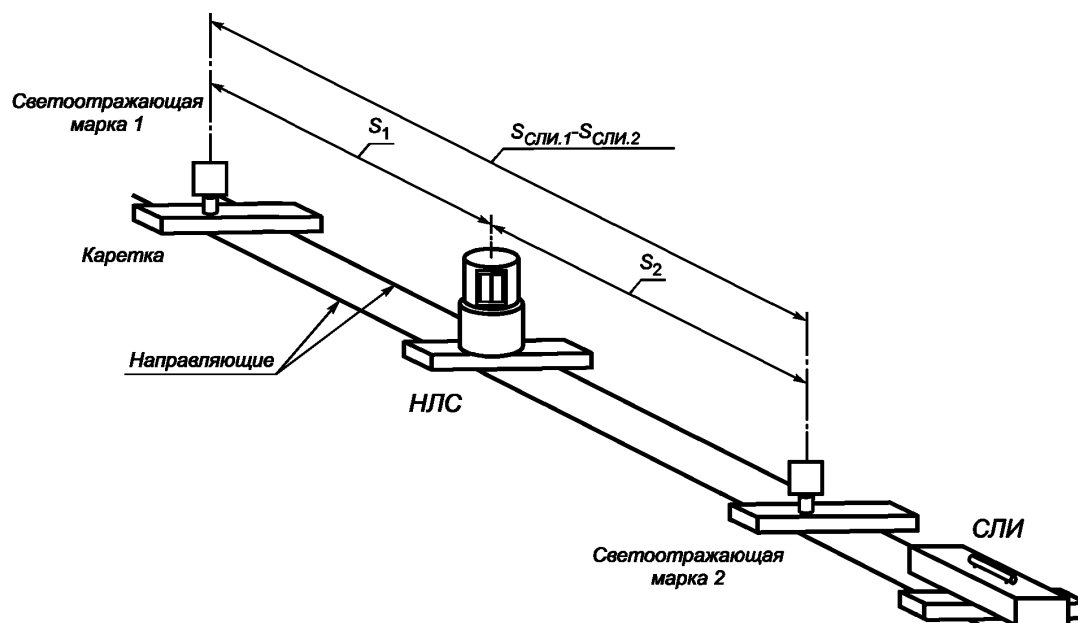 Светоотражающая
марка 1
S1
SСЛИ.1-SСЛИ.2
Каретка
S2
Направляющие
НЛС
СЛИ
Светоотражающая
марка 2